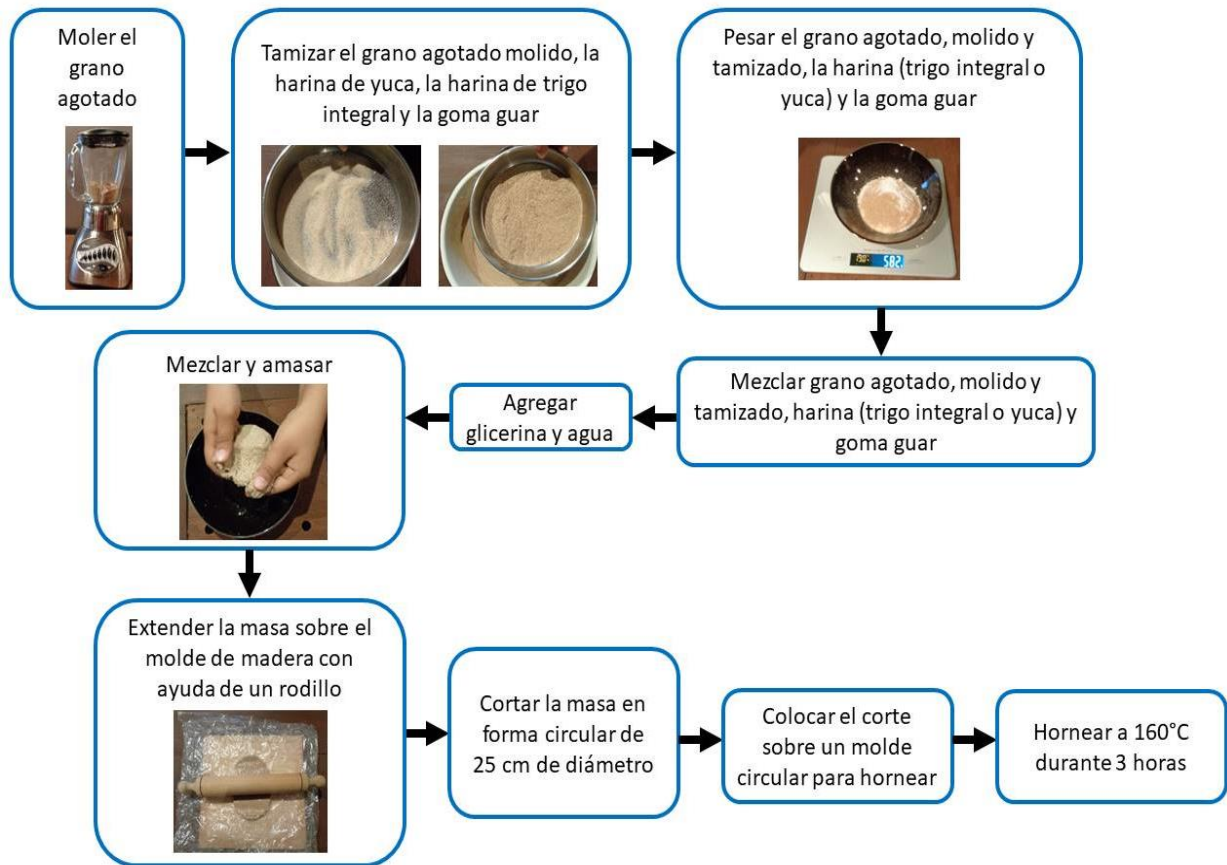 Moler el
grano
agotado
Tamizar el grano agotado molido, la
harina de yuca, la harina de trigo
integral y la goma guar
Pesar el grano agotado, molido y
tamizado, la harina (trigo integral o
yuca) y la goma guar
582
Mezclar grano agotado, molido y
tamizado, harina (trigo integral o yuca) y
goma guar
Agregar
glicerina y agua
Mezclar y amasar
Extender la masa sobre el
molde de madera con
ayuda de un rodillo
Cortar la masa en
forma circular de
25 cm de diámetro
Colocar el corte
sobre un molde
circular para hornear
Hornear a 160°C
durante 3 horas